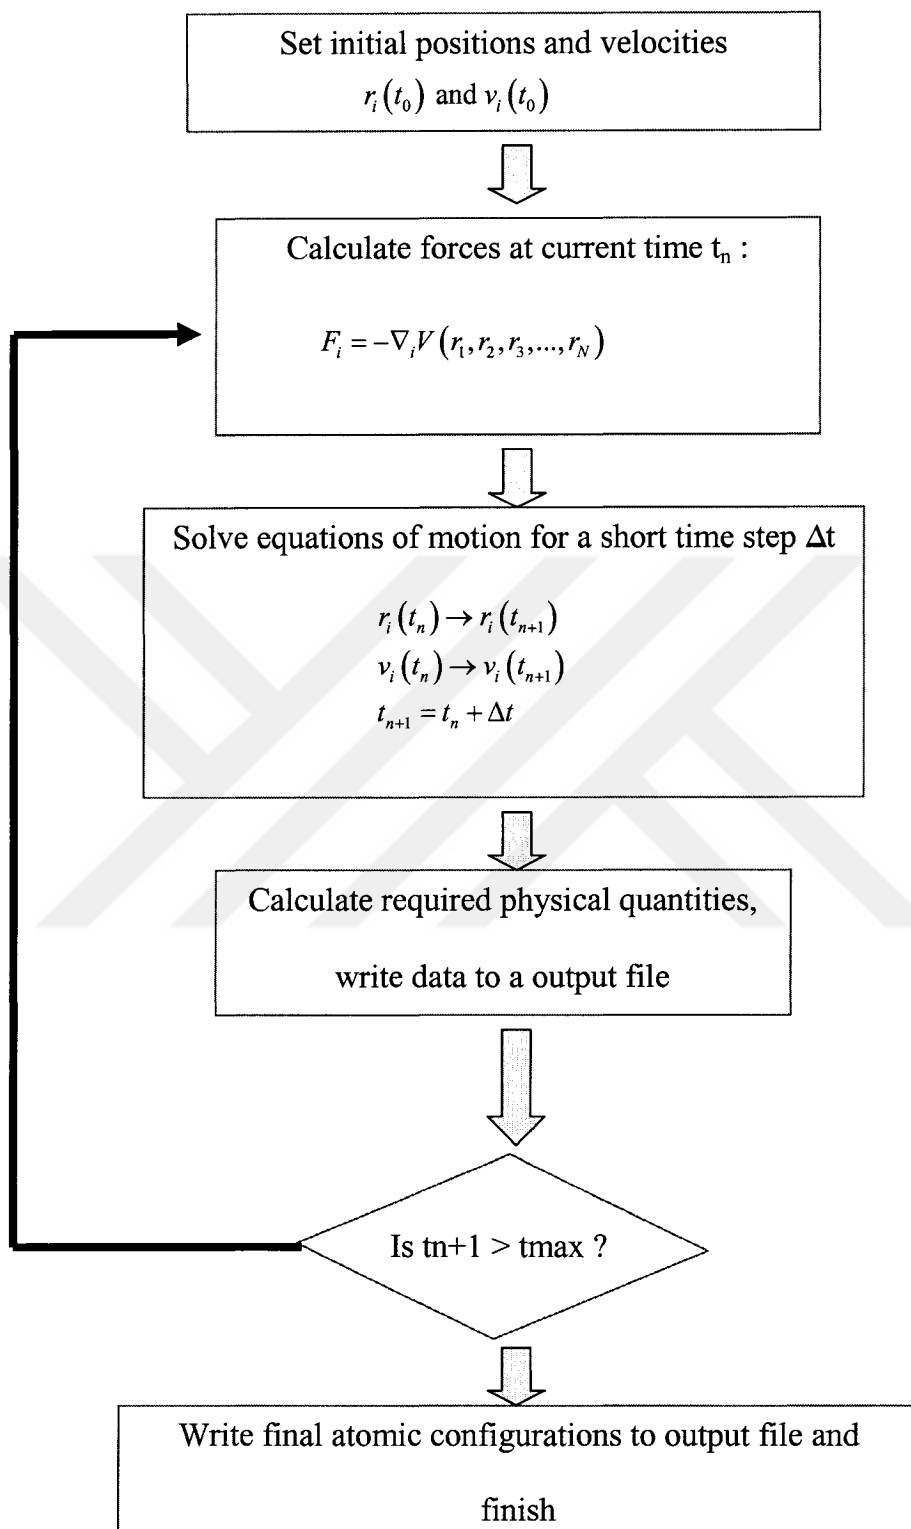 Set initial positions and velocities
r_i(t_0) and v_i(t_0)
Calculate forces at current time t_n :
F_i = −∇_iV(r_1, r_2, r_3, ..., r_N)
Solve equations of motion for a short time step Δt
r_i(t_n) → r_i(t_{n+1})
v_i(t_n) → v_i(t_{n+1})
t_{n+1} = t_n + Δt
Calculate required physical quantities,
write data to a output file
Is tn+1 > tmax ?
Write final atomic configurations to output file and
finish